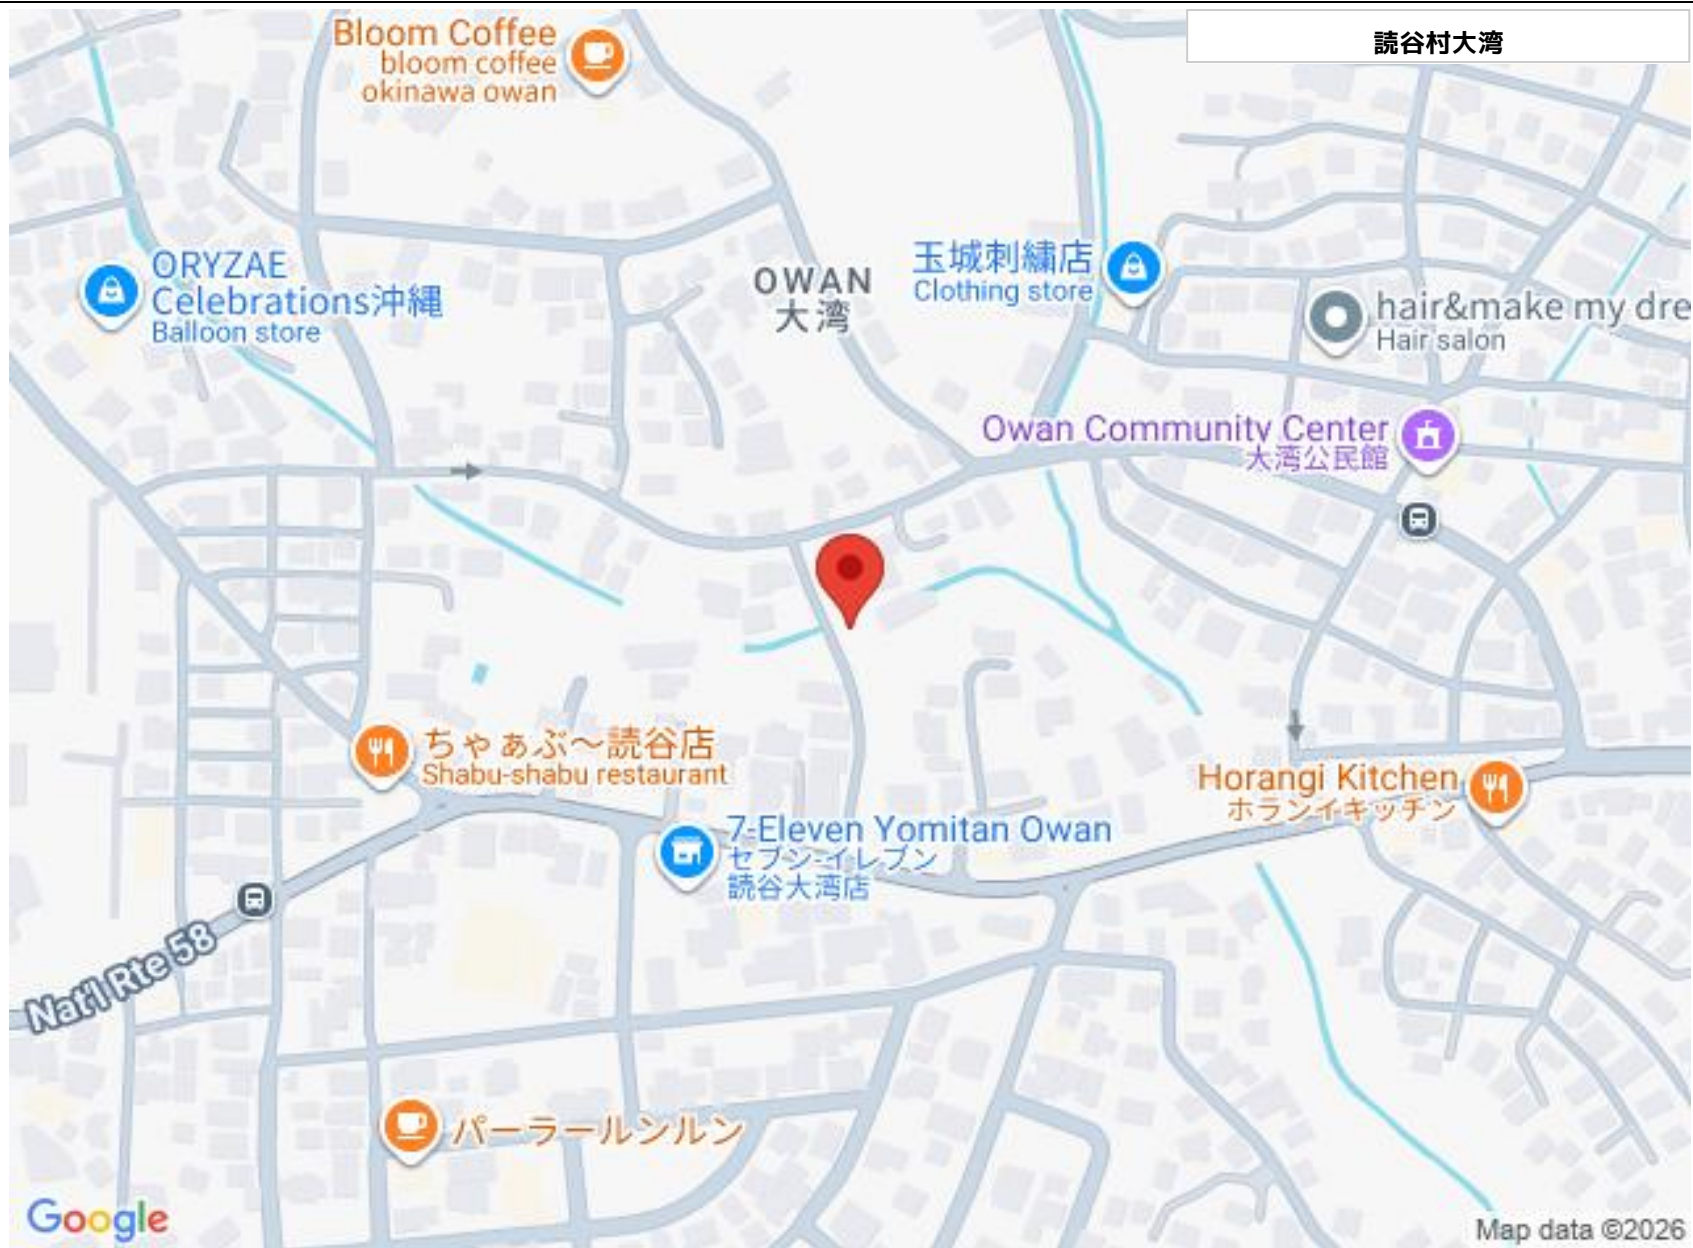 読谷村大湾
Bloom Coffee
bloom coffee
okinawa owan
ORYZAE
Celebrations沖縄
Balloon store
OWAN
大湾
玉城刺繍店
Clothing store
hair&make my dre
Hair salon
Owan Community Center
大湾公民館
ちゃぁぶ～読谷店
Shabu-shabu restaurant
Horangi Kitchen
ホランイキッチン
7-Eleven Yomitan Owan
セブン-イレブン
読谷大湾店
Nat'l Rte 58
パーラールンルン
Google
Map data ©2026